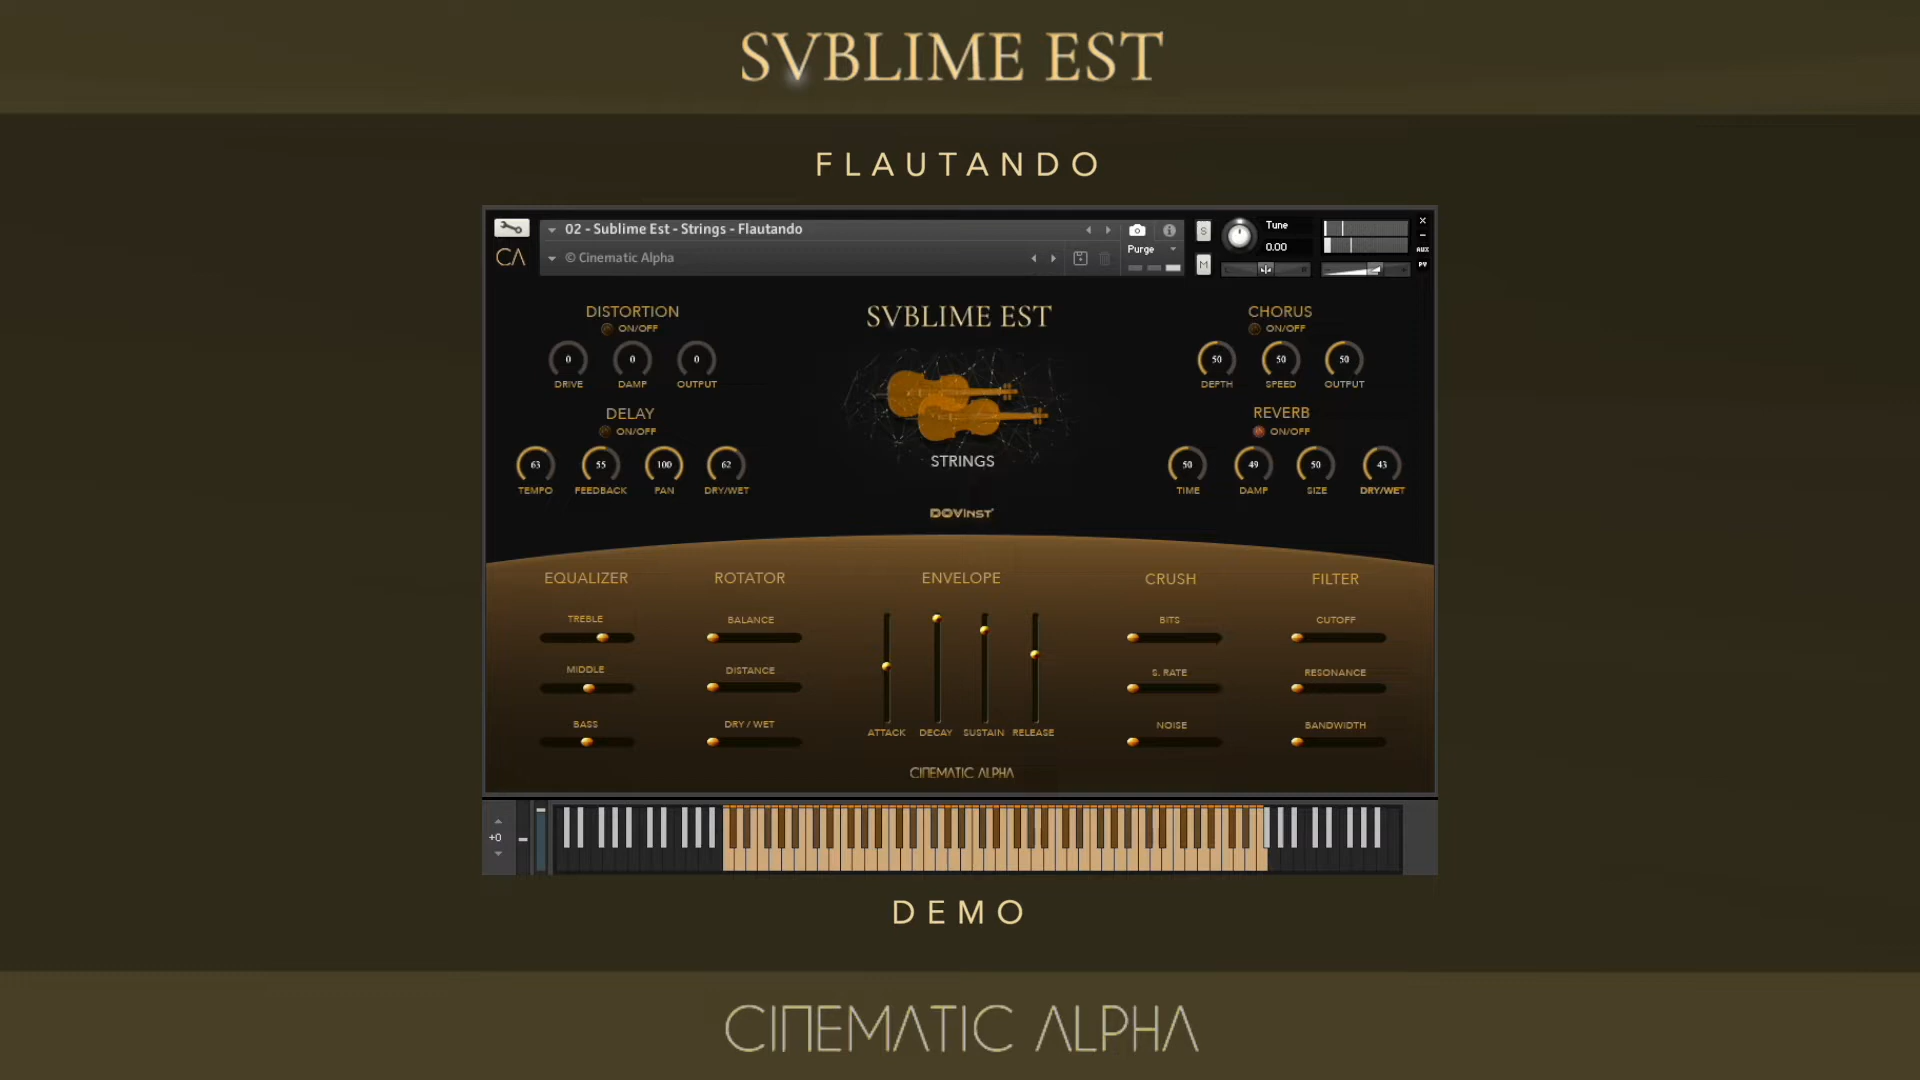 SVBLIME EST
FLAUTANDO
02 - Sublime Est - Strings - Flautando
© Cinematic Alpha
CA
Purge
S
M
Tune
0.00
x
-
AUX
PV
DISTORTION
ON/OFF
0 0 0
DRIVE DAMP OUTPUT
DELAY
ON/OFF
63 55 100 62
TEMPO FEEDBACK PAN DRY/WET
SVBLIME EST
STRINGS
DOVINST
CHORUS
ON/OFF
50 50 50
DEPTH SPEED OUTPUT
REVERB
ON/OFF
50 49 50 43
TIME DAMP SIZE DRY/WET
EQUALIZER
TREBLE
MIDDLE
BASS
ROTATOR
BALANCE
DISTANCE
DRY / WET
ENVELOPE
ATTACK DECAY SUSTAIN RELEASE
CRUSH
BITS
S. RATE
NOISE
FILTER
CUTOFF
RESONANCE
BANDWIDTH
CINEMATIC ALPHA
+0
DEMO
CINEMATIC ALPHA